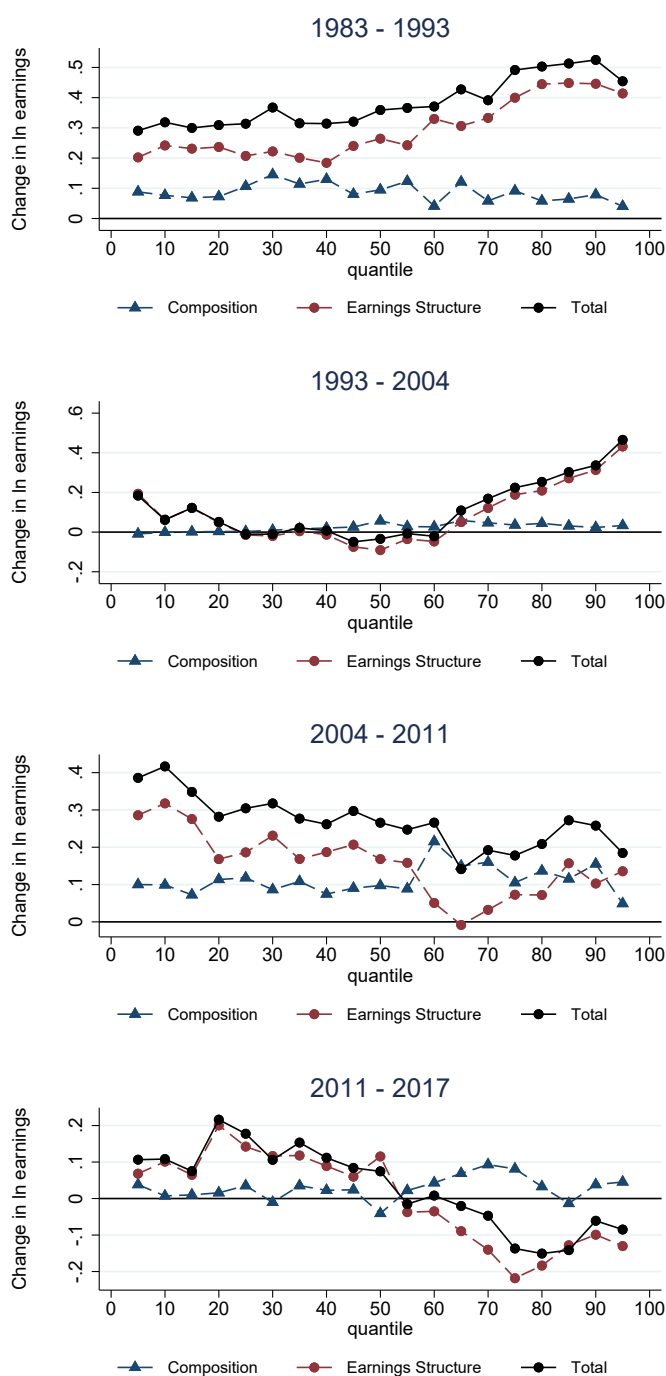 1983 - 1993
Change in ln earnings
.5
.4
.3
.2
.1
0
0 10 20 30 40 50 60 70 80 90 100
quantile
Composition Earnings Structure Total
1993 - 2004
Change in ln earnings
.6
.4
.2
0
-.2
0 10 20 30 40 50 60 70 80 90 100
quantile
Composition Earnings Structure Total
2004 - 2011
Change in ln earnings
.4
.3
.2
.1
0
0 10 20 30 40 50 60 70 80 90 100
quantile
Composition Earnings Structure Total
2011 - 2017
Change in ln earnings
.2
.1
0
-.1
-.2
0 10 20 30 40 50 60 70 80 90 100
quantile
Composition Earnings Structure Total